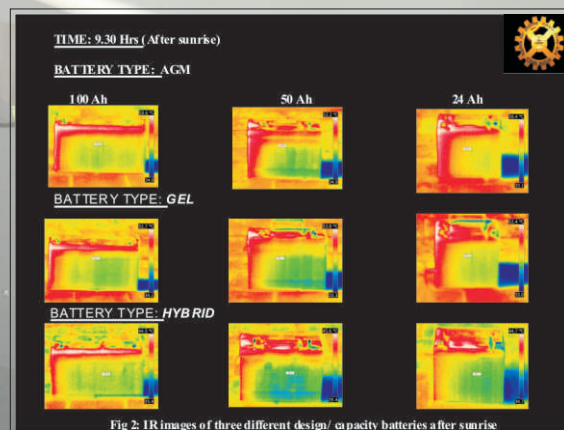 TIME: 9.30 Hrs (After sunrise)
BATTERY TYPE: AGM
100 Ah 50 Ah 24 Ah
BATTERY TYPE: GEL
BATTERY TYPE: HYBRID
Fig 2: IR images of three different design/ capacity batteries after sunrise